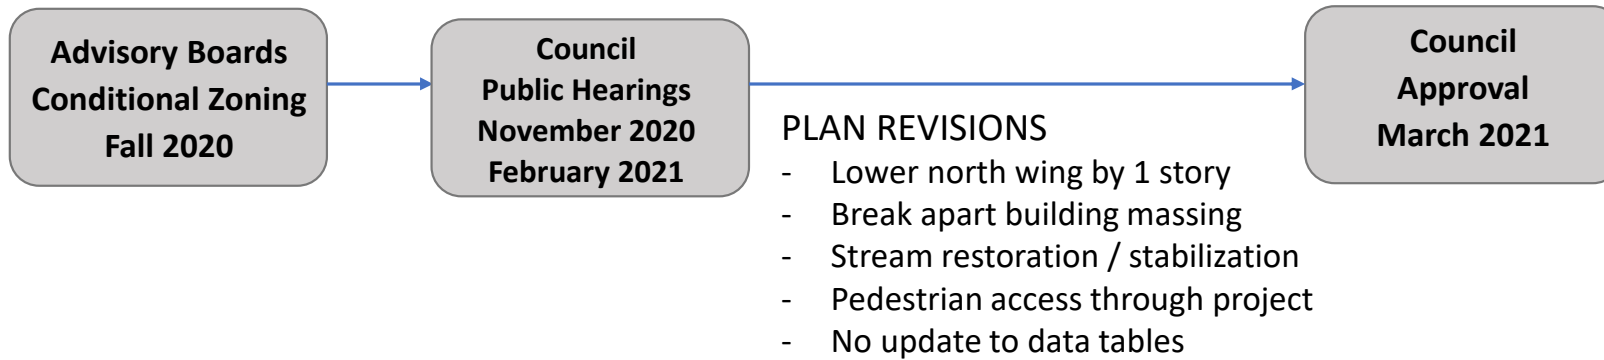 Advisory Boards
Conditional Zoning
Fall 2020
Council
Public Hearings
November 2020
February 2021
PLAN REVISIONS
- Lower north wing by 1 story
- Break apart building massing
- Stream restoration / stabilization
- Pedestrian access through project
- No update to data tables
Council
Approval
March 2021